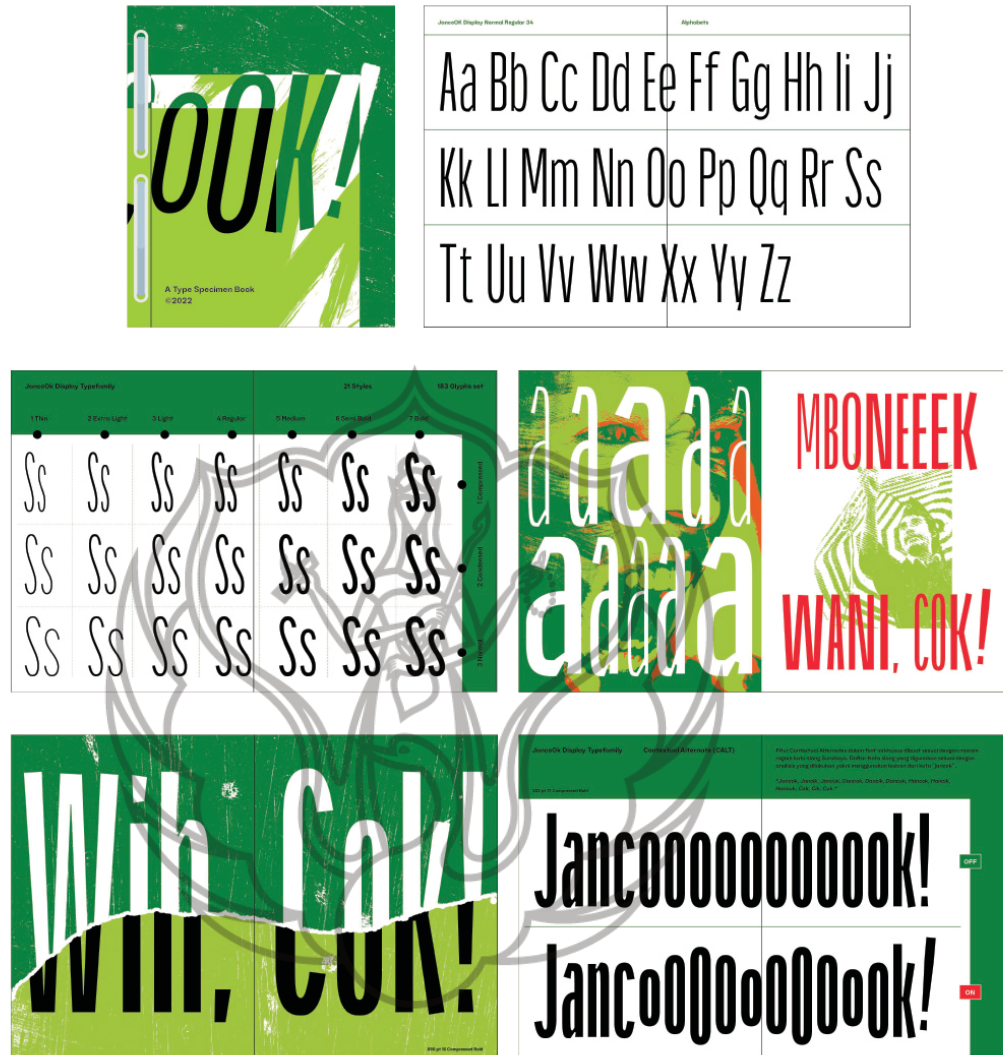 OOK!
A Type Specimen Book
©2022
JancoOK Display Normal Regular 34
Alphabets
Aa Bb Cc Dd Ee Ff Gg Hh Ii Jj
Kk Ll Mm Nn Oo Pp Qq Rr Ss
Tt Uu Vv Ww Xx Yy Zz
JancoOk Display Typefamily
21 Styles
183 Glyphs set
1 Thin
2 Extra Light
3 Light
4 Regular
5 Medium
6 Semi Bold
7 Bold
Ss Ss Ss Ss Ss Ss Ss
1 Compressed
Ss Ss Ss Ss Ss Ss Ss
2 Condensed
Ss Ss Ss Ss Ss Ss Ss
3 Normal
a a a a a
a a a a a
MBONEEEK
WANI, COK!
Win, Cok!
Win, Cok!
JancoOk Display Typefamily
Contextual Alternate (CALT)
Jancoooooooooook!
OFF
JancooOOooOOoook!
ON